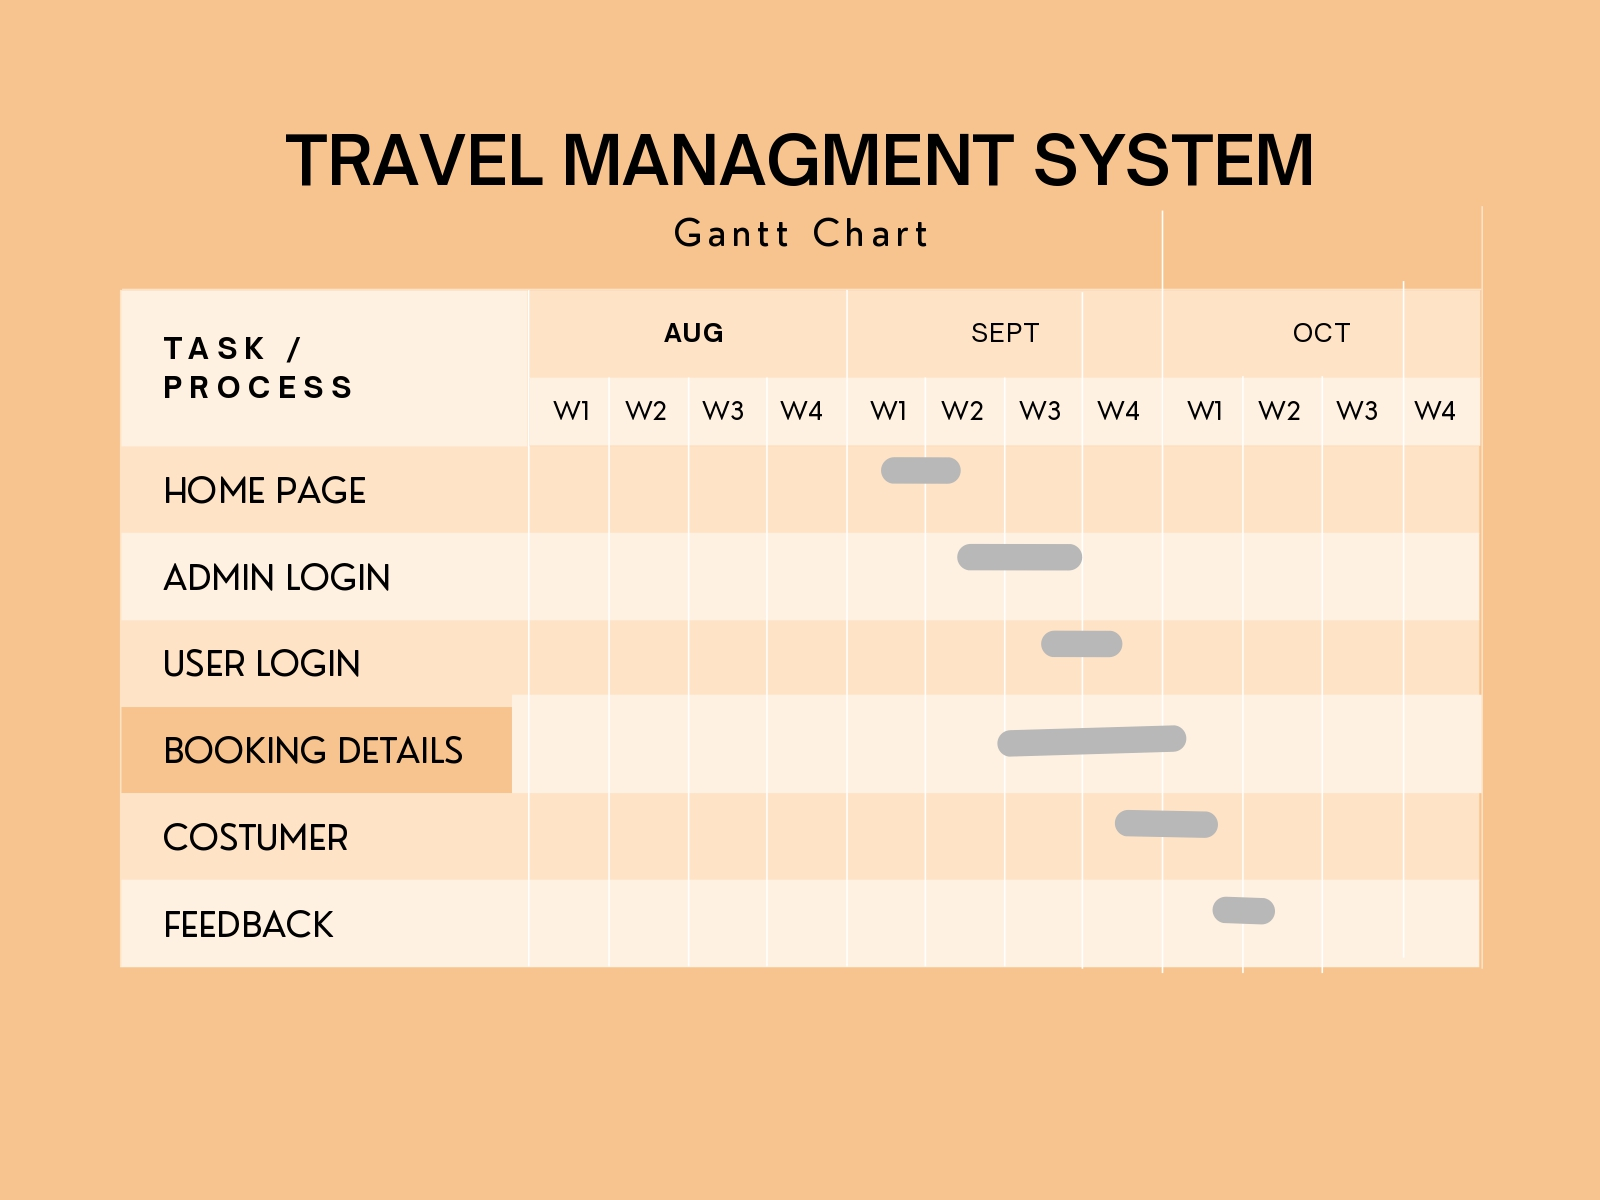 TRAVEL MANAGMENT SYSTEM
Gantt Chart
TASK /
PROCESS
AUG SEPT OCT
W1 W2 W3 W4 W1 W2 W3 W4 W1 W2 W3 W4
HOME PAGE
ADMIN LOGIN
USER LOGIN
BOOKING DETAILS
COSTUMER
FEEDBACK